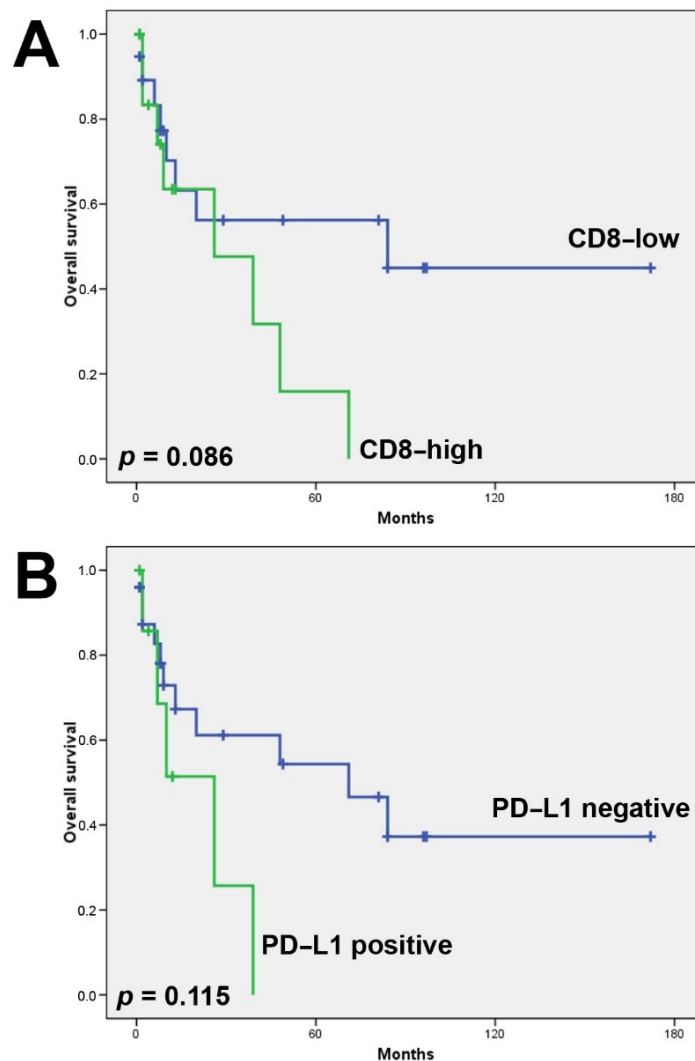 A
1.0
0.8
0.6
0.4
0.2
0.0
Overall survival
CD8–low
CD8–high
p = 0.086
0 60 120 180
Months
B
1.0
0.8
0.6
0.4
0.2
0.0
Overall survival
PD–L1 negative
PD–L1 positive
p = 0.115
0 60 120 180
Months